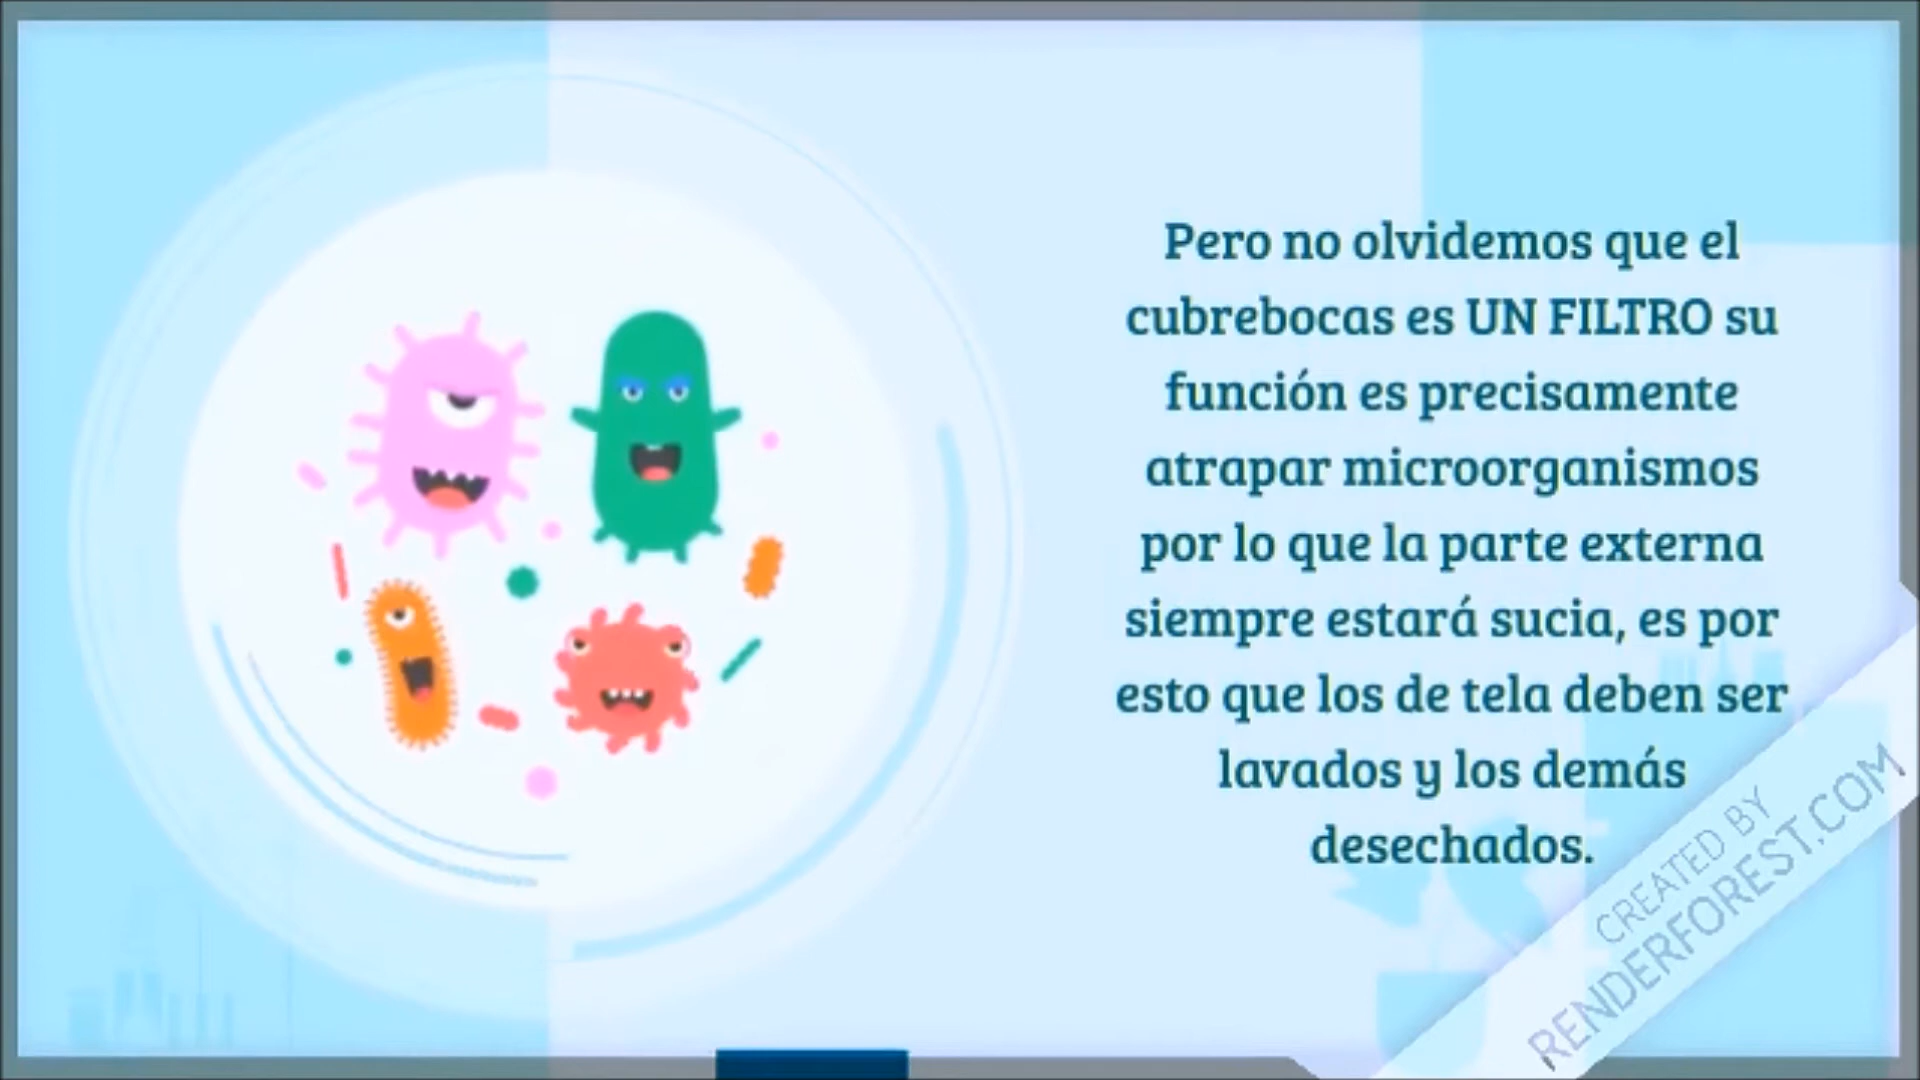 Pero no olvidemos que el
cubrebocas es UN FILTRO su
función es precisamente
atrapar microorganismos
por lo que la parte externa
siempre estará sucia, es por
esto que los de tela deben ser
lavados y los demás
desechados.
CREATED BY
RENDERFOREST.COM